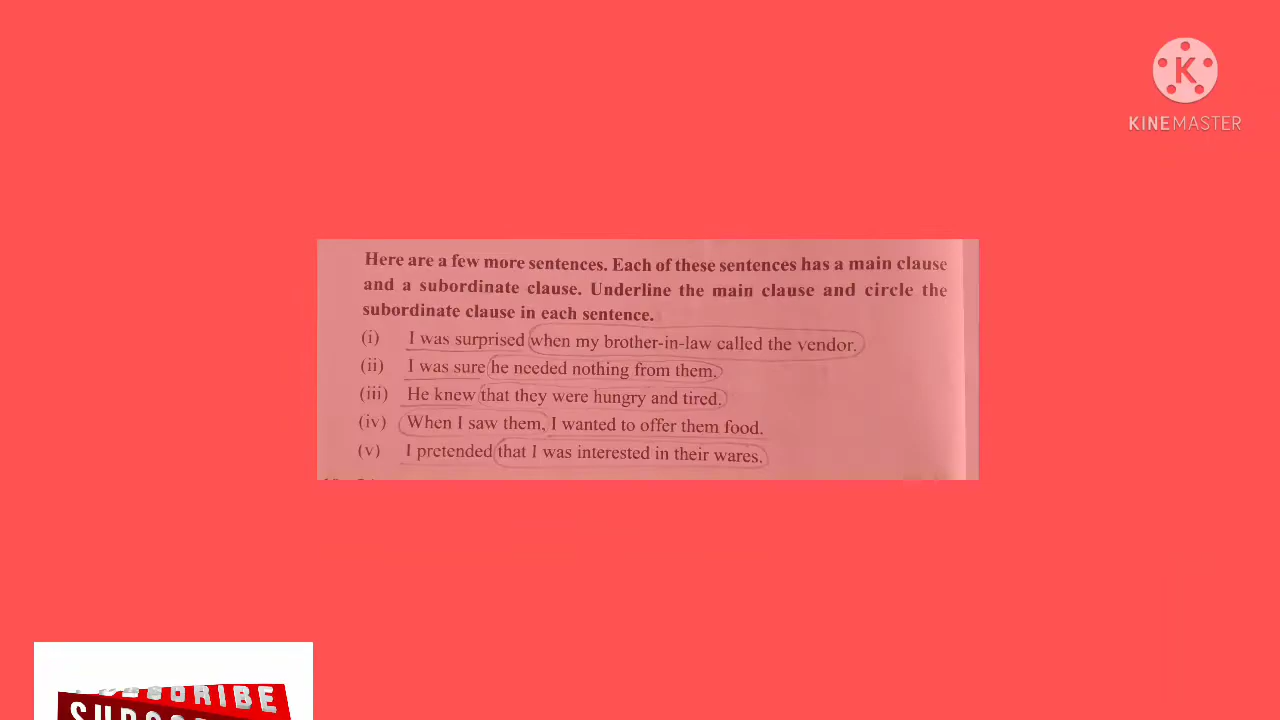 KINEMASTER
Here are a few more sentences. Each of these sentences has a main clause
and a subordinate clause. Underline the main clause and circle the
subordinate clause in each sentence.
(i) I was surprised when my brother-in-law called the vendor.
(ii) I was sure he needed nothing from them.
(iii) He knew that they were hungry and tired.
(iv) When I saw them, I wanted to offer them food.
(v) I pretended that I was interested in their wares.